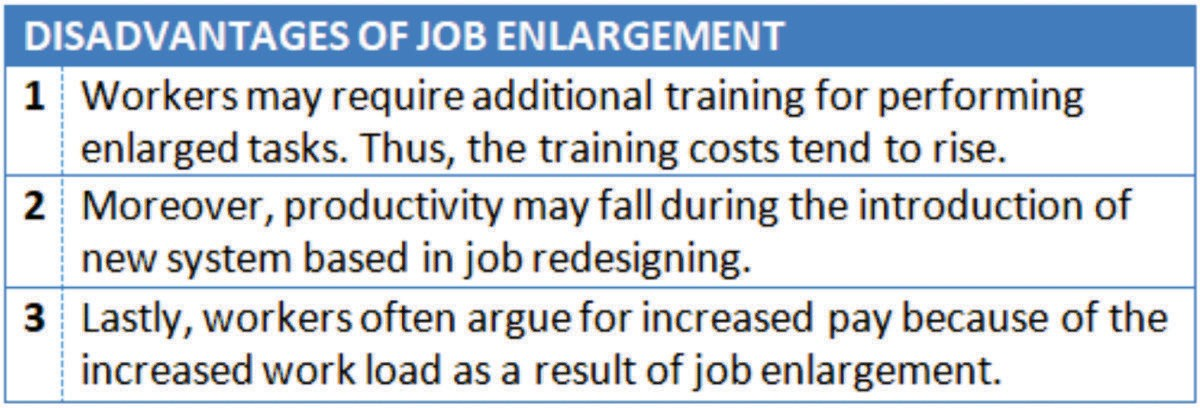 DISADVANTAGES OF JOB ENLARGEMENT
1 Workers may require additional training for performing
enlarged tasks. Thus, the training costs tend to rise.
2 Moreover, productivity may fall during the introduction of
new system based in job redesigning.
3 Lastly, workers often argue for increased pay because of the
increased work load as a result of job enlargement.